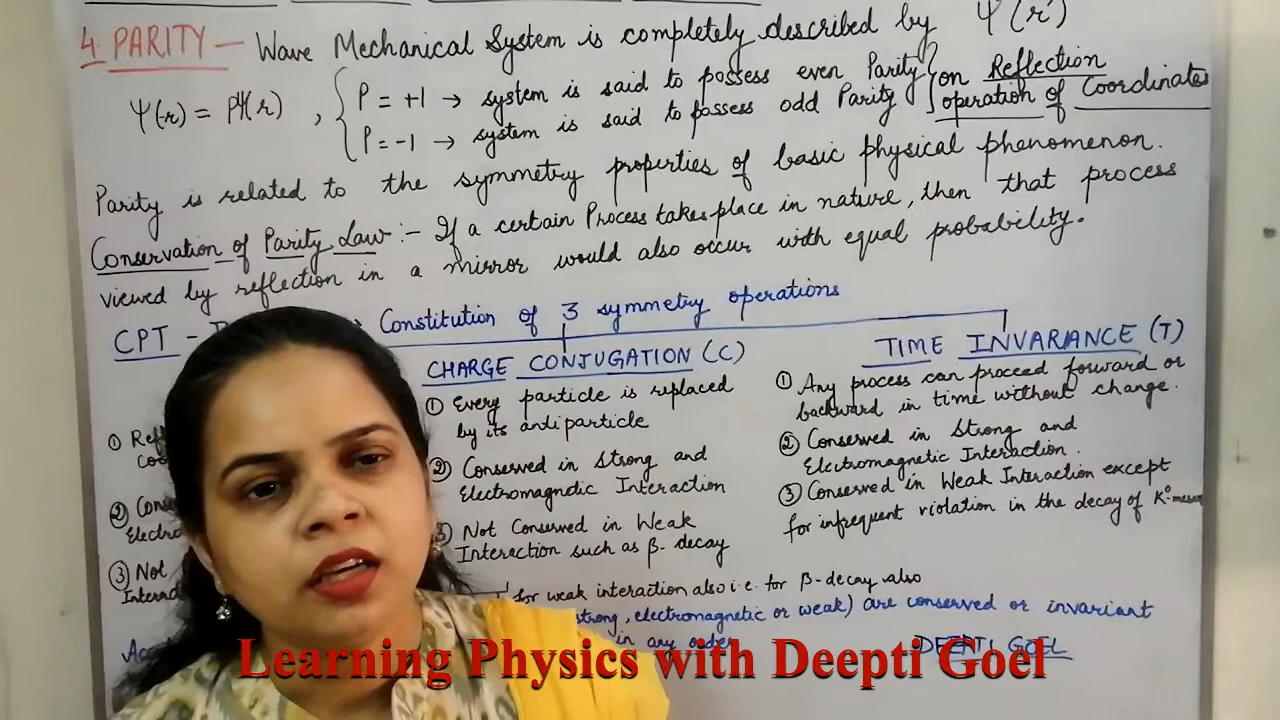 4. PARITY — Wave Mechanical System is completely described by Ψ(r)
Ψ(r) = PΨ(r) , { P = +1 → system is said to possess even Parity } on Reflection
P = -1 → system is said to possess odd Parity operation of Coordinates
Parity is related to the symmetry properties of basic physical phenomenon.
Conservation of Parity Law :- If a certain Process takes place in nature, then that process
viewed by reflection in a mirror would also occur with equal probability.
CPT - → Constitution of 3 symmetry operations
CHARGE CONJUGATION (C)
① Every particle is replaced
by its antiparticle
② Conserved in Strong and
Electromagnetic Interaction
③ Not Conserved in Weak
Interaction such as β- decay
TIME INVARIANCE (T)
① Any process can proceed forward or
backward in time without change.
② Conserved in Strong and
Electromagnetic Interaction.
③ Conserved in Weak Interaction except
for infrequent violation in the decay of K⁰-meson
①
②
③ Not
for weak interaction also i.e. for β-decay also
strong, electromagnetic or weak) are conserved or invariant
in any order
DEEPTI GOEL
Learning Physics with Deepti Goel